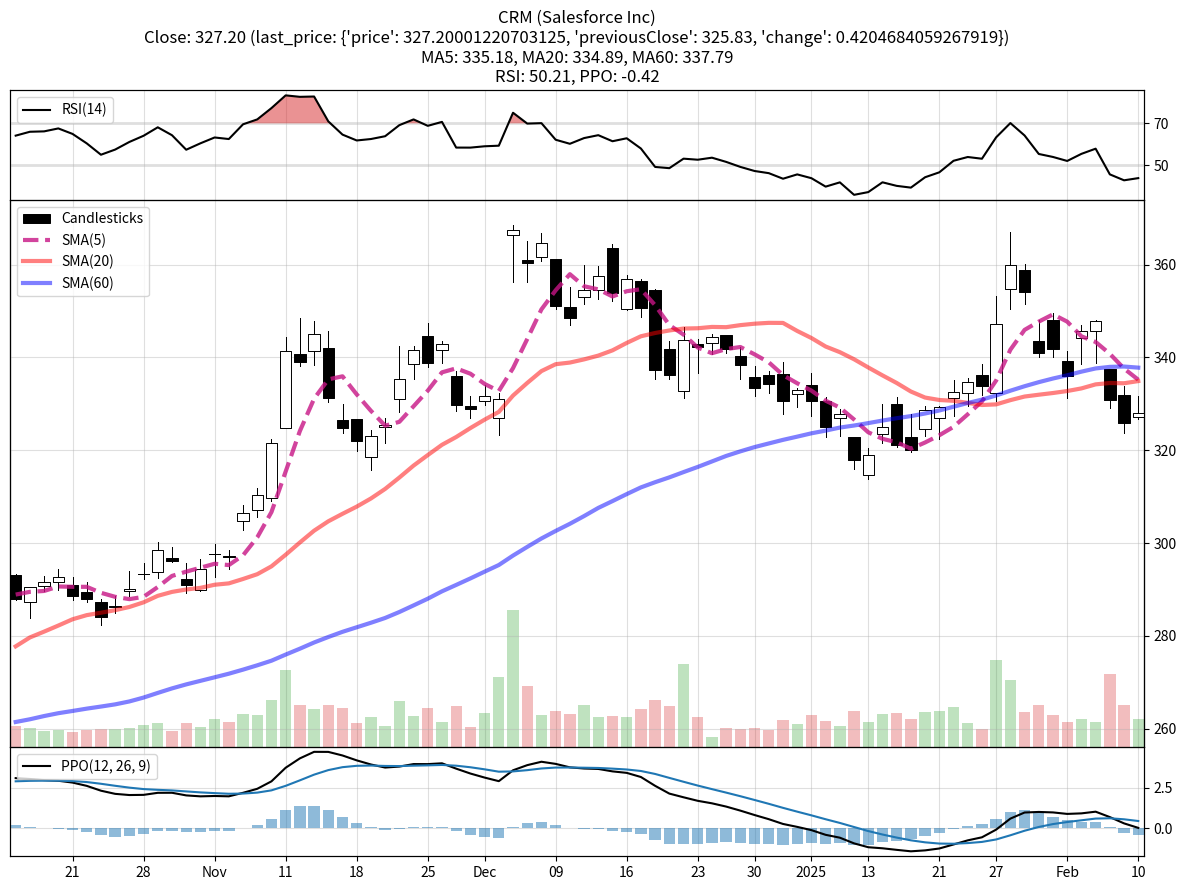 CRM (Salesforce Inc)
Close: 327.20 (last_price: {'price': 327.20001220703125, 'previousClose': 325.83, 'change': 0.4204684059267919})
MA5: 335.18, MA20: 334.89, MA60: 337.79
RSI: 50.21, PPO: -0.42
RSI(14)
70
50
Candlesticks
SMA(5)
SMA(20)
SMA(60)
360
340
320
300
280
260
PPO(12, 26, 9)
2.5
0.0
21 28 Nov 11 18 25 Dec 09 16 23 30 2025 13 21 27 Feb 10